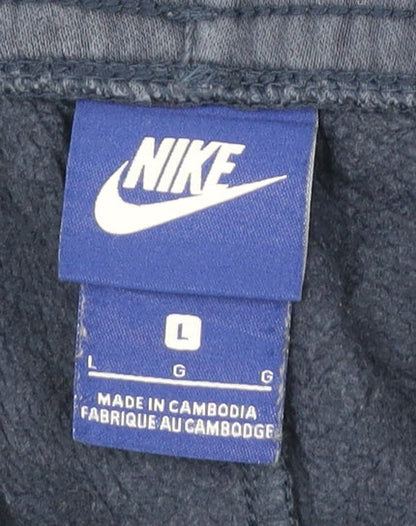 NIKE
L
L G G
MADE IN CAMBODIA
FABRIQUE AU CAMBODGE